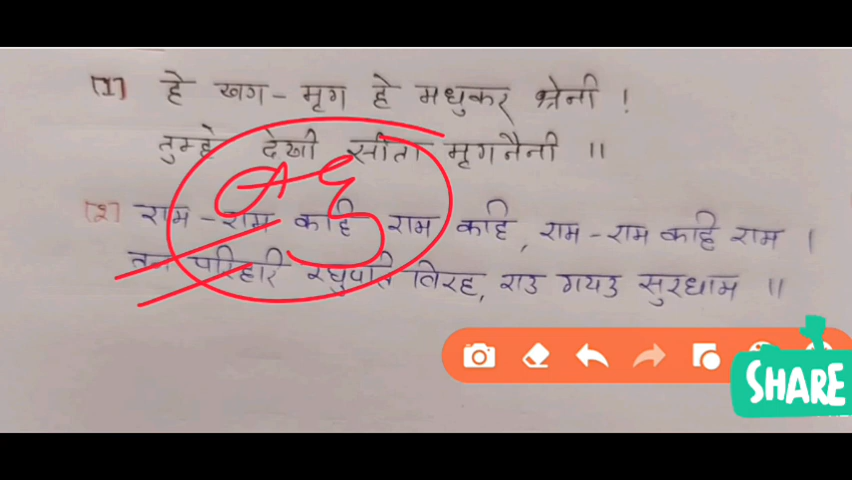 [1] हे खग - मृग हे मधुकर श्रेनी !
तुम्हे देखी सीता मृगनैनी ॥
[2] राम - राम कहि राम कहि, राम - राम कहि राम ।
तन परिहरि रघुपति विरह, राउ गयउ सुरधाम ॥
SHARE